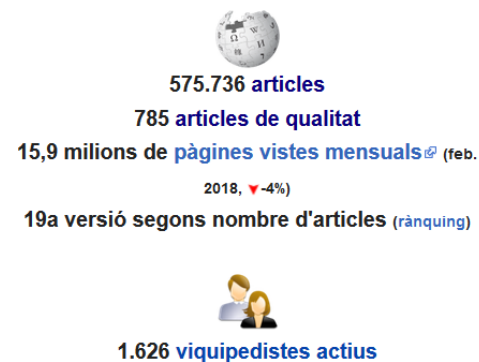 575.736 articles
785 articles de qualitat
15,9 milions de pàgines vistes mensuals (feb.
2018, ▼-4%)
19a versió segons nombre d'articles (rànquing)
1.626 viquipedistes actius